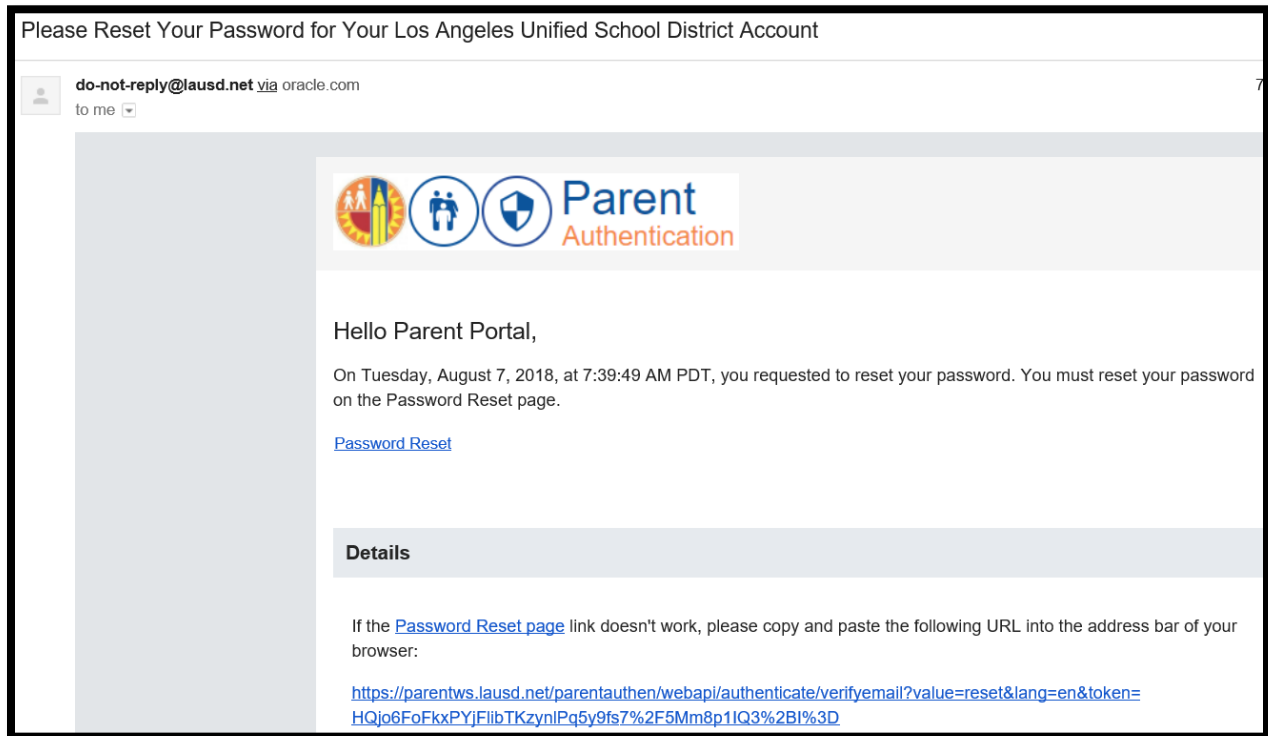 Please Reset Your Password for Your Los Angeles Unified School District Account
do-not-reply@lausd.net via oracle.com
7
to me
Parent
Authentication
Hello Parent Portal,
On Tuesday, August 7, 2018, at 7:39:49 AM PDT, you requested to reset your password. You must reset your password
on the Password Reset page.
Password Reset
Details
If the Password Reset page link doesn't work, please copy and paste the following URL into the address bar of your
browser:
https://parentws.lausd.net/parentauthen/webapi/authenticate/verifyemail?value=reset&lang=en&token=
HQjo6FoFkxPYjFlibTKzynlPq5y9fs7%2F5Mm8p1IQ3%2BI%3D